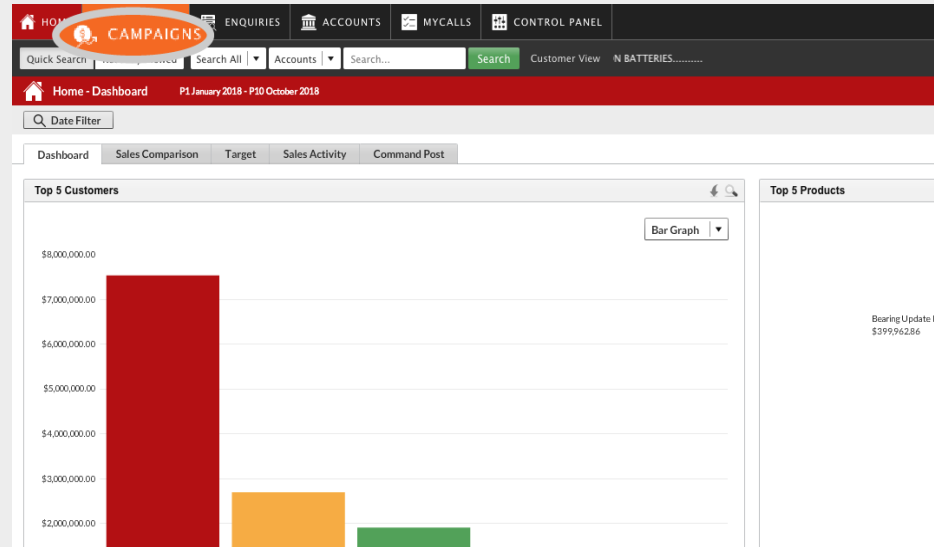 HOM
CAMPAIGNS
ENQUIRIES
ACCOUNTS
MYCALLS
CONTROL PANEL
Quick Search
Search All
Accounts
Search...
Search
Customer View
N BATTERIES..........
Home - Dashboard
P1 January 2018 - P10 October 2018
Date Filter
Dashboard
Sales Comparison
Target
Sales Activity
Command Post
Top 5 Customers
Top 5 Products
Bar Graph
$8,000,000.00
$7,000,000.00
Bearing Update
$399,962.86
$6,000,000.00
$5,000,000.00
$4,000,000.00
$3,000,000.00
$2,000,000.00